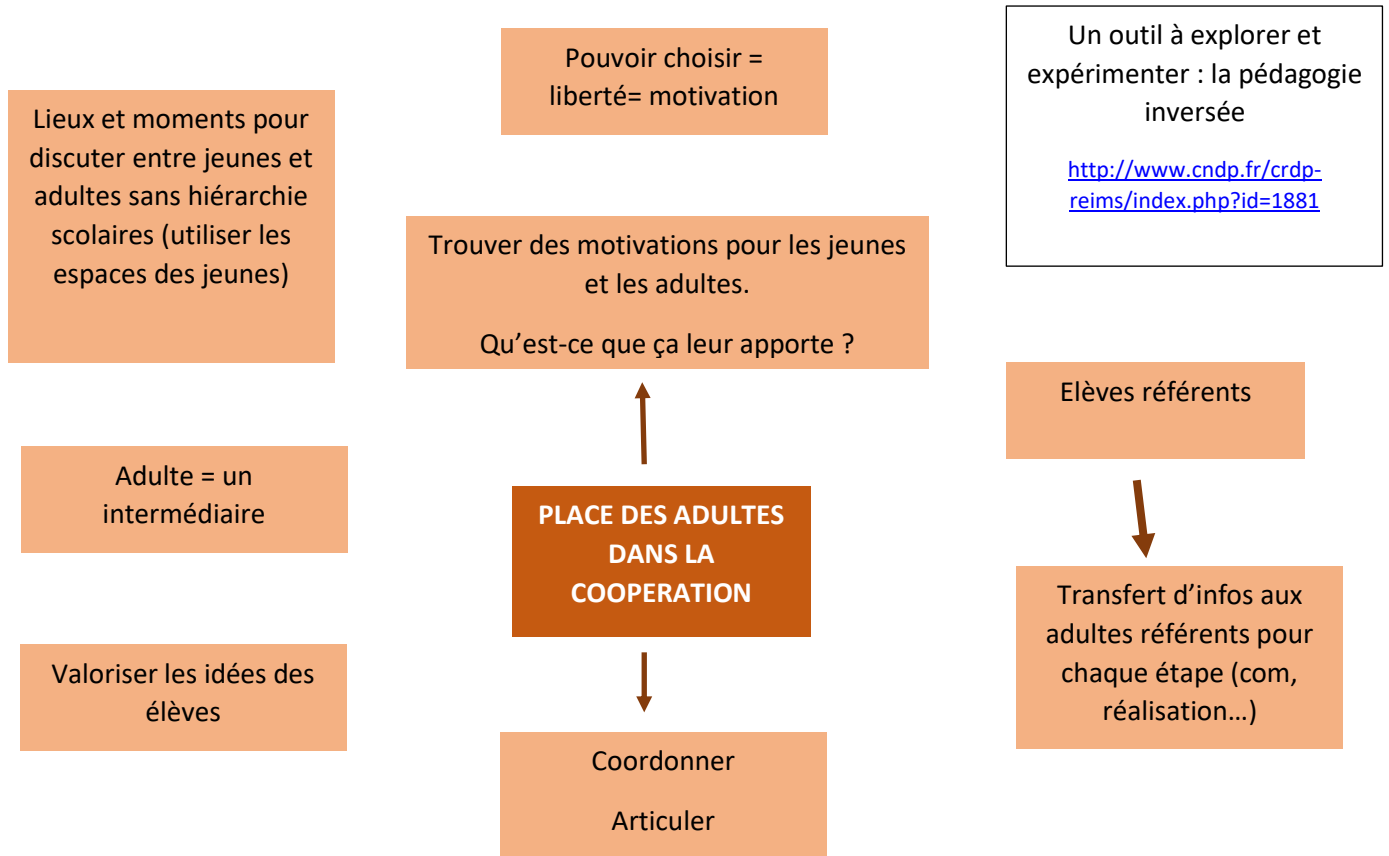 Pouvoir choisir =
liberté= motivation
Un outil à explorer et
expérimenter : la pédagogie
inversée
http://www.cndp.fr/crdp-
reims/index.php?id=1881
Lieux et moments pour
discuter entre jeunes et
adultes sans hiérarchie
scolaires (utiliser les
espaces des jeunes)
Trouver des motivations pour les jeunes
et les adultes.
Qu’est-ce que ça leur apporte ?
Elèves référents
Adulte = un
intermédiaire
PLACE DES ADULTES
DANS LA
COOPERATION
Transfert d’infos aux
adultes référents pour
chaque étape (com,
réalisation…)
Valoriser les idées des
élèves
Coordonner
Articuler